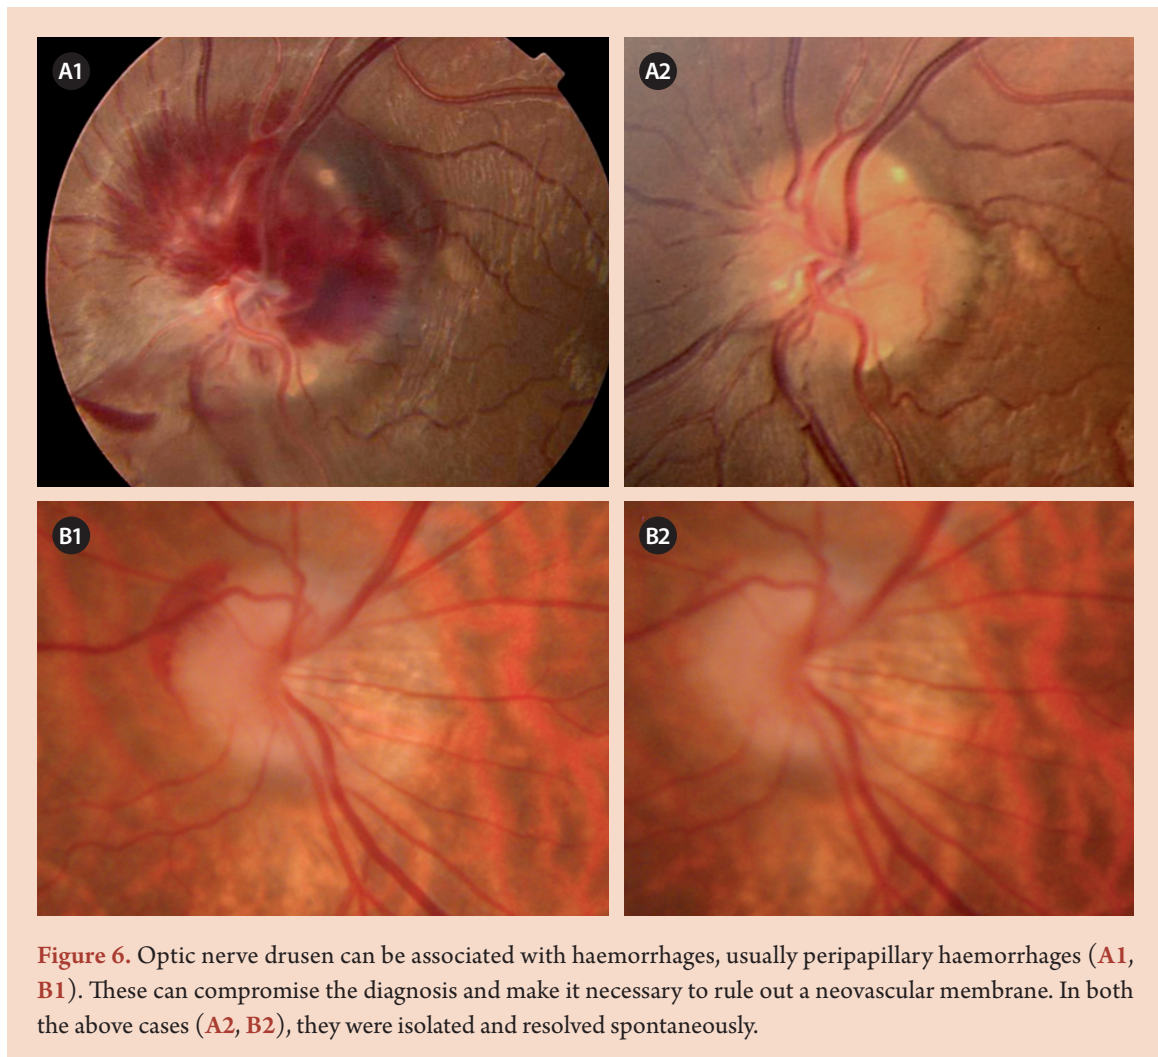 A1
A2
B1
B2
Figure 6. Optic nerve drusen can be associated with haemorrhages, usually peripapillary haemorrhages (A1,
B1). These can compromise the diagnosis and make it necessary to rule out a neovascular membrane. In both
the above cases (A2, B2), they were isolated and resolved spontaneously.